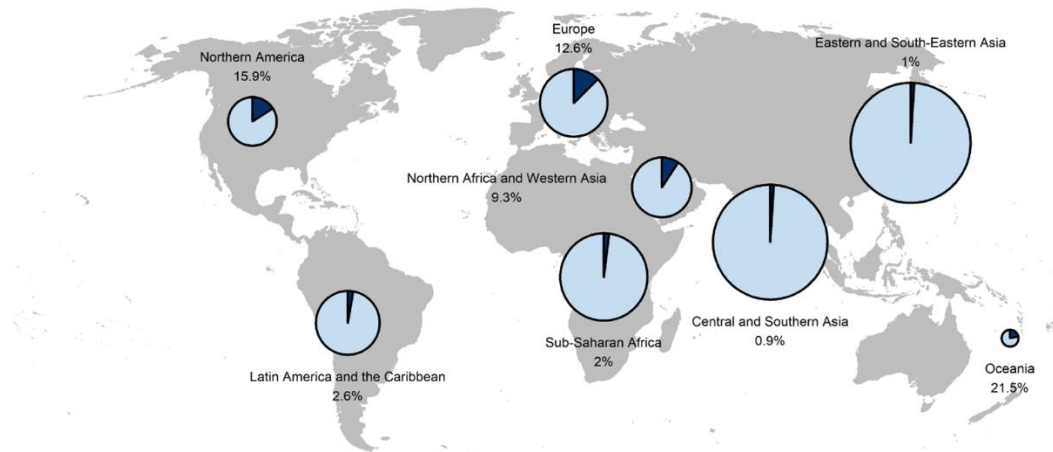 Europe
12.6%
Eastern and South-Eastern Asia
1%
Northern America
15.9%
Northern Africa and Western Asia
9.3%
Central and Southern Asia
0.9%
Sub-Saharan Africa
2%
Oceania
21.5%
Latin America and the Caribbean
2.6%